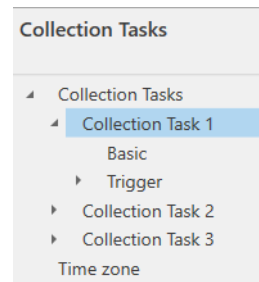 Collection Tasks
Collection Tasks
Collection Task 1
Basic
Trigger
Collection Task 2
Collection Task 3
Time zone